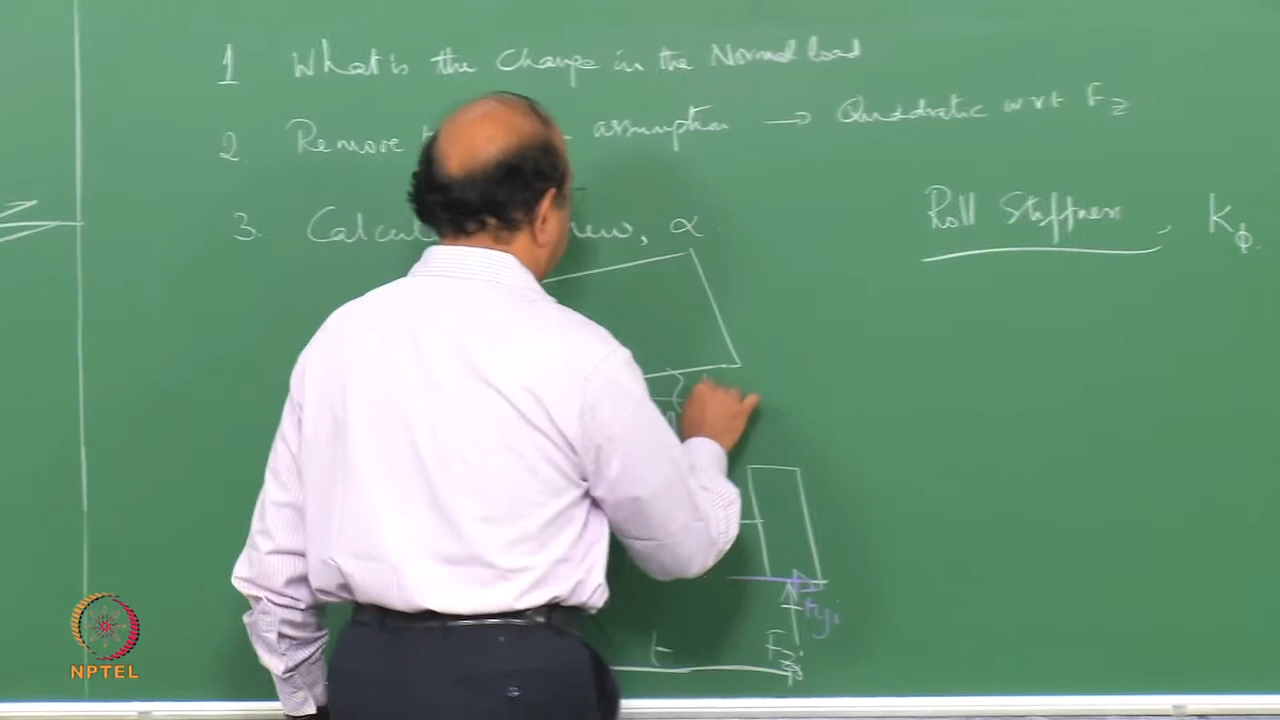 1 What is the Change in the Normal load
2. Remove assumption → Quadratic wrt Fz
3. Calcul new, α
Roll Stiffness, Kϕ.
Fyi
t
Fzi
NPTEL